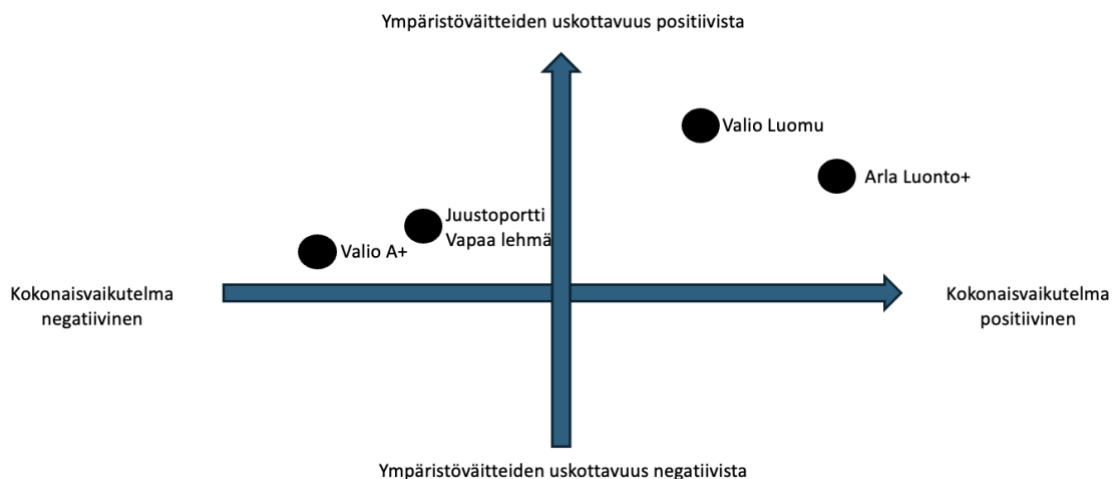 Ympäristöväitteiden uskottavuus positiivista
Valio Luomu
Arla Luonto+
Juustoportti
Vapaa lehmä
Valio A+
Kokonaisvaikutelma
negatiivinen
Kokonaisvaikutelma
positiivinen
Ympäristöväitteiden uskottavuus negatiivista